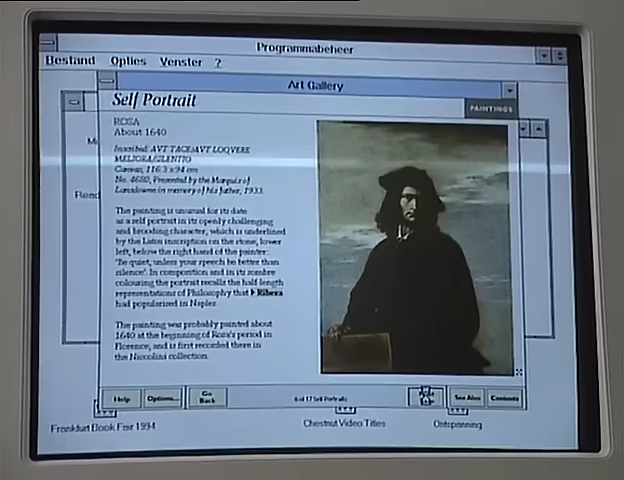 Programmabeheer
Bestand Opties Venster ?
Art Gallery
Self Portrait
PAINTINGS
ROSA
About 1640
Inscribed: AVT TACE/AVT LOQVERE
MELIORA/SILENTIO
Canvas, 116.3 x 94 cm
No. 4680, Presented by the Marquis of
Lansdowne in memory of his father, 1933.
The painting is unusual for its date
as a self portrait in its openly challenging
and brooding character, which is underlined
by the Latin inscription on the stone, lower
left, below the right hand of the painter:
'Be quiet, unless your speech be better than
silence'. In composition and in its sombre
colouring the portrait recalls the half-length
representations of Philosophy that Ribera
had popularised in Naples.
The painting was probably painted about
1640 at the beginning of Rosa's period in
Florence, and is first recorded there in
the Niccolini collection.
Help Options... Go Back 6 of 17 Self Portraits See Also Contents
Frankfurt Book Fair 1994 Chestnut Video Titles Ontspanning